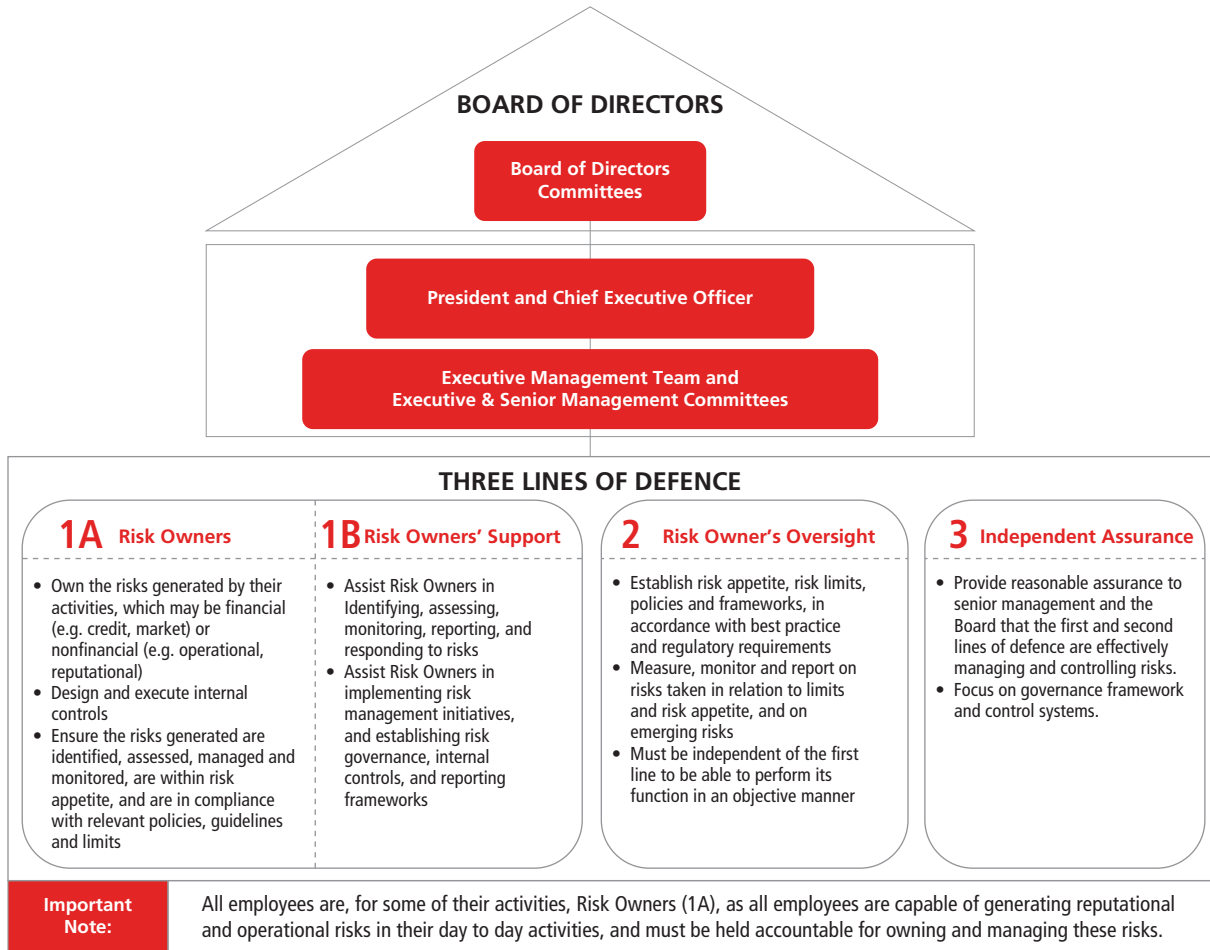 BOARD OF DIRECTORS
Board of Directors
Committees
President and Chief Executive Officer
Executive Management Team and
Executive & Senior Management Committees
THREE LINES OF DEFENCE
1A Risk Owners
• Own the risks generated by their
activities, which may be financial
(e.g. credit, market) or
nonfinancial (e.g. operational,
reputational)
• Design and execute internal
controls
• Ensure the risks generated are
identified, assessed, managed and
monitored, are within risk
appetite, and are in compliance
with relevant policies, guidelines
and limits
1B Risk Owners' Support
• Assist Risk Owners in
Identifying, assessing,
monitoring, reporting, and
responding to risks
• Assist Risk Owners in
implementing risk
management initiatives,
and establishing risk
governance, internal
controls, and reporting
frameworks
2 Risk Owner's Oversight
• Establish risk appetite, risk limits,
policies and frameworks, in
accordance with best practice
and regulatory requirements
• Measure, monitor and report on
risks taken in relation to limits
and risk appetite, and on
emerging risks
• Must be independent of the first
line to be able to perform its
function in an objective manner
3 Independent Assurance
• Provide reasonable assurance to
senior management and the
Board that the first and second
lines of defence are effectively
managing and controlling risks.
• Focus on governance framework
and control systems.
Important
Note:
All employees are, for some of their activities, Risk Owners (1A), as all employees are capable of generating reputational
and operational risks in their day to day activities, and must be held accountable for owning and managing these risks.